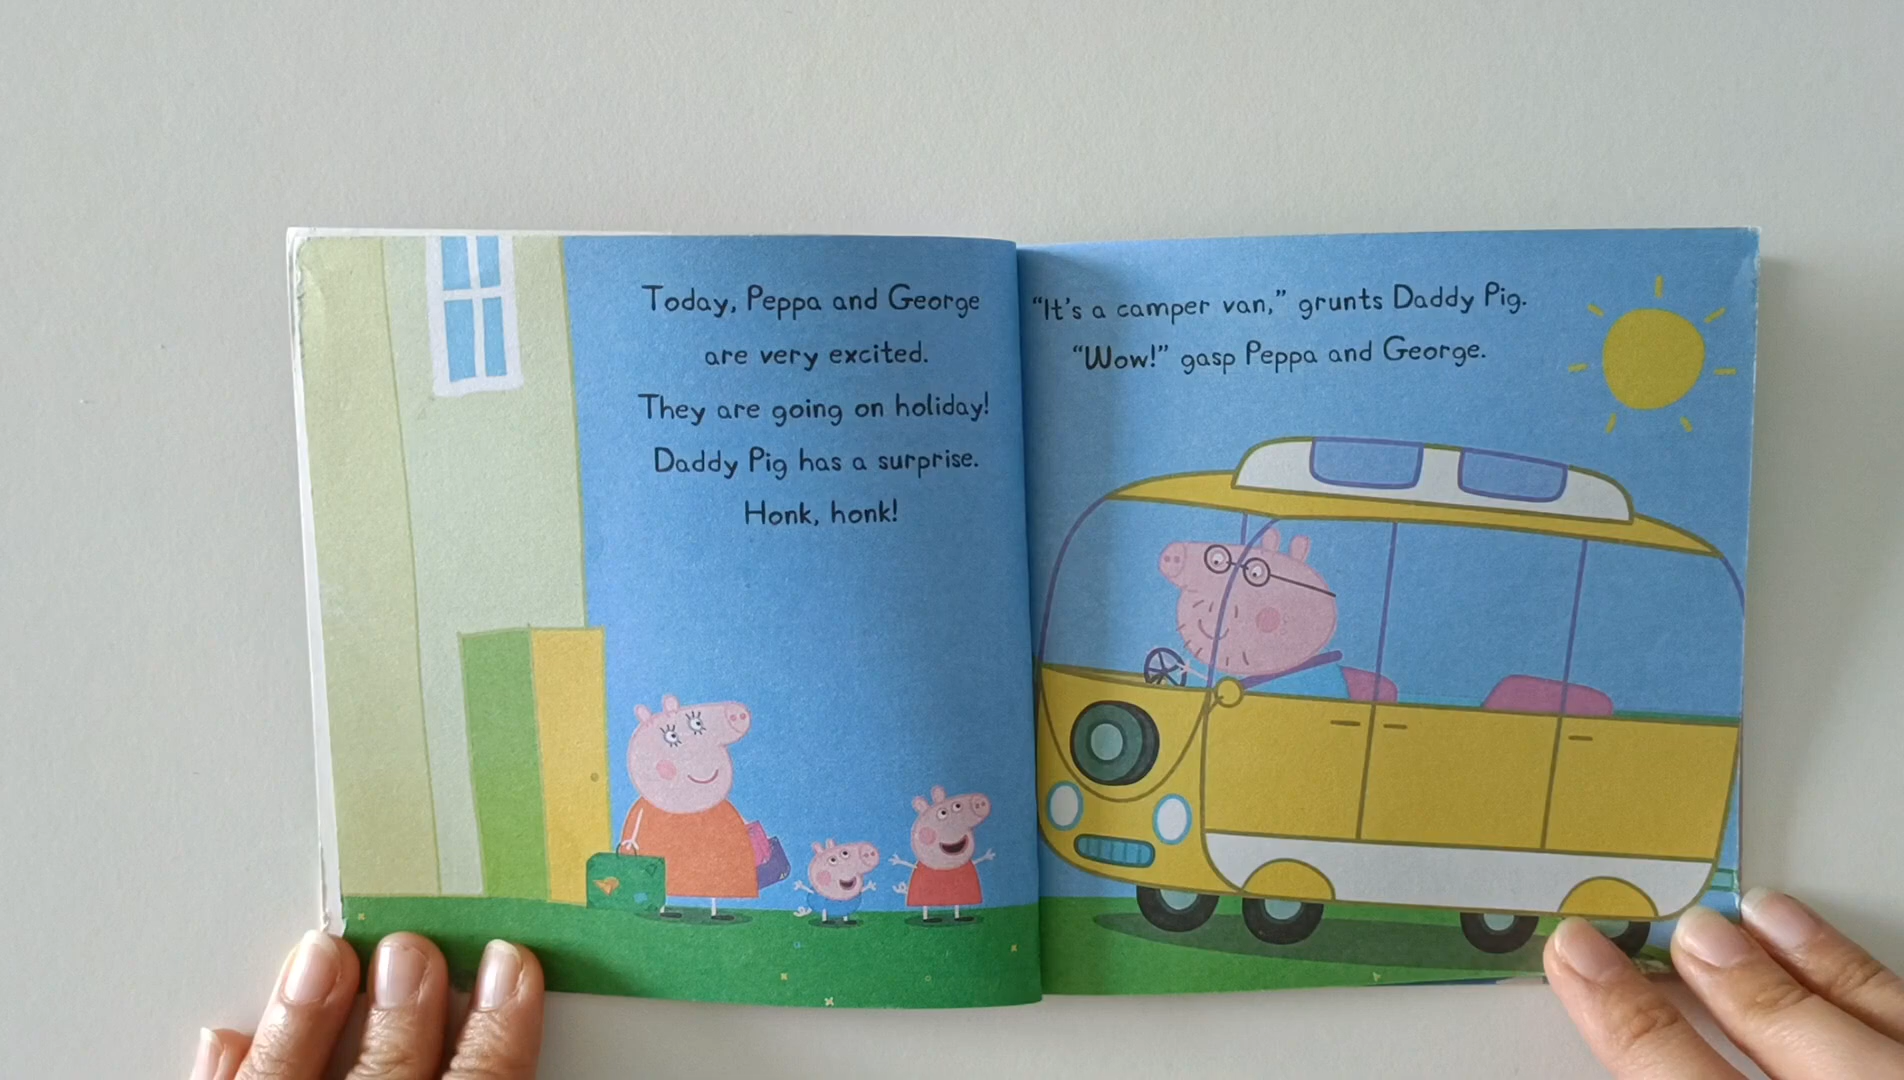 Today, Peppa and George
are very excited.
They are going on holiday!
Daddy Pig has a surprise.
Honk, honk!
“It’s a camper van,” grunts Daddy Pig.
“Wow!” gasp Peppa and George.